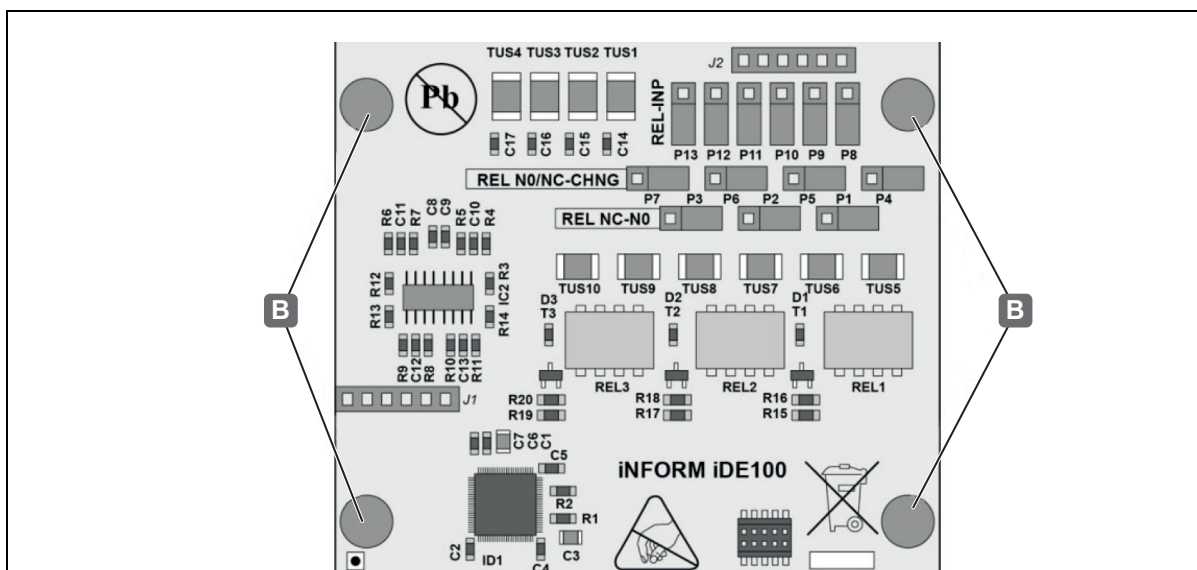 TUS4 TUS3 TUS2 TUS1
J2
Pb
REL-INP
C17 C16 C15 C14
P13 P12 P11 P10 P9 P8
REL N0/NC-CHNG
P7 P3 P6 P2 P5 P1 P4
REL NC-N0
R6 C11 R7 C8 C9 R5 C10 R4
TUS10 TUS9 TUS8 TUS7 TUS6 TUS5
R12 IC2 R3
R13 R14
D3 D2 D1
T3 T2 T1
B B
R9 C12 R8 R10 C13 R11
REL3 REL2 REL1
J1
R20 R18 R16
R19 R17 R15
C7 C6 C1
C5
iNFORM iDE100
R2
R1
C2 ID1 C4 C3